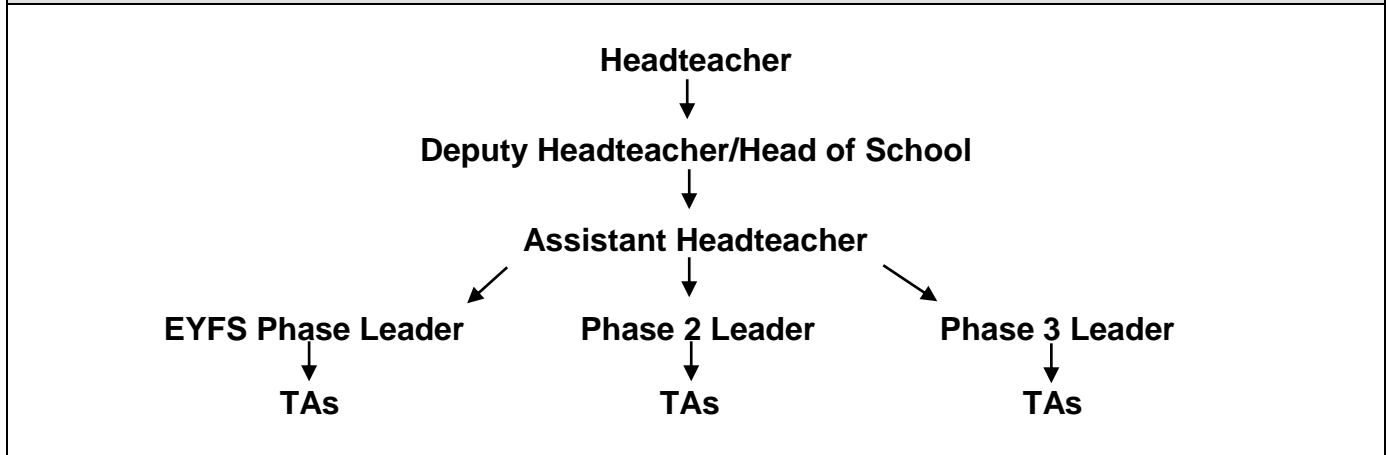 Headteacher
Deputy Headteacher/Head of School
Assistant Headteacher
EYFS Phase Leader Phase 2 Leader Phase 3 Leader
TAs TAs TAs